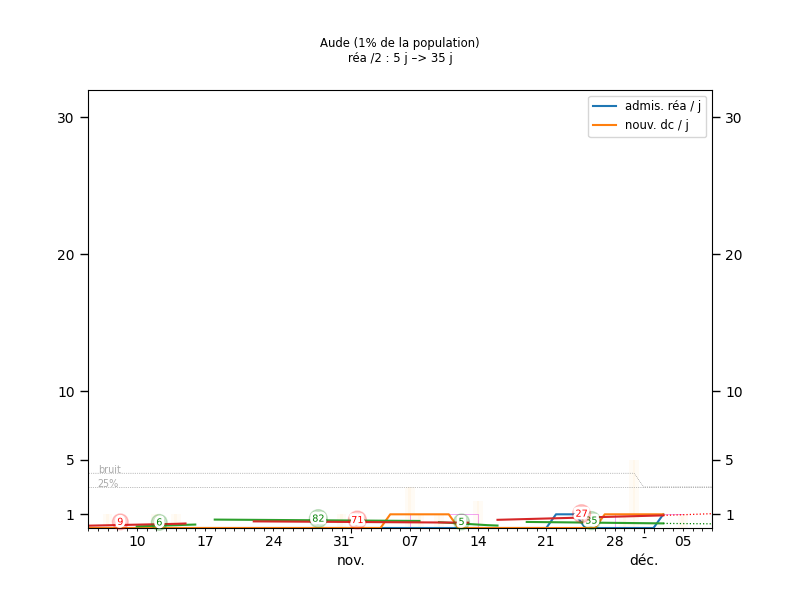 Aude (1% de la population)
réa /2 : 5 j –> 35 j
admis. réa / j
nouv. dc / j
30 30
20 20
10 10
5 5
bruit
25%
1 1
9 6 82 71 5 27 35
10 17 24 31- 07 14 21 28 - 05
nov. déc.